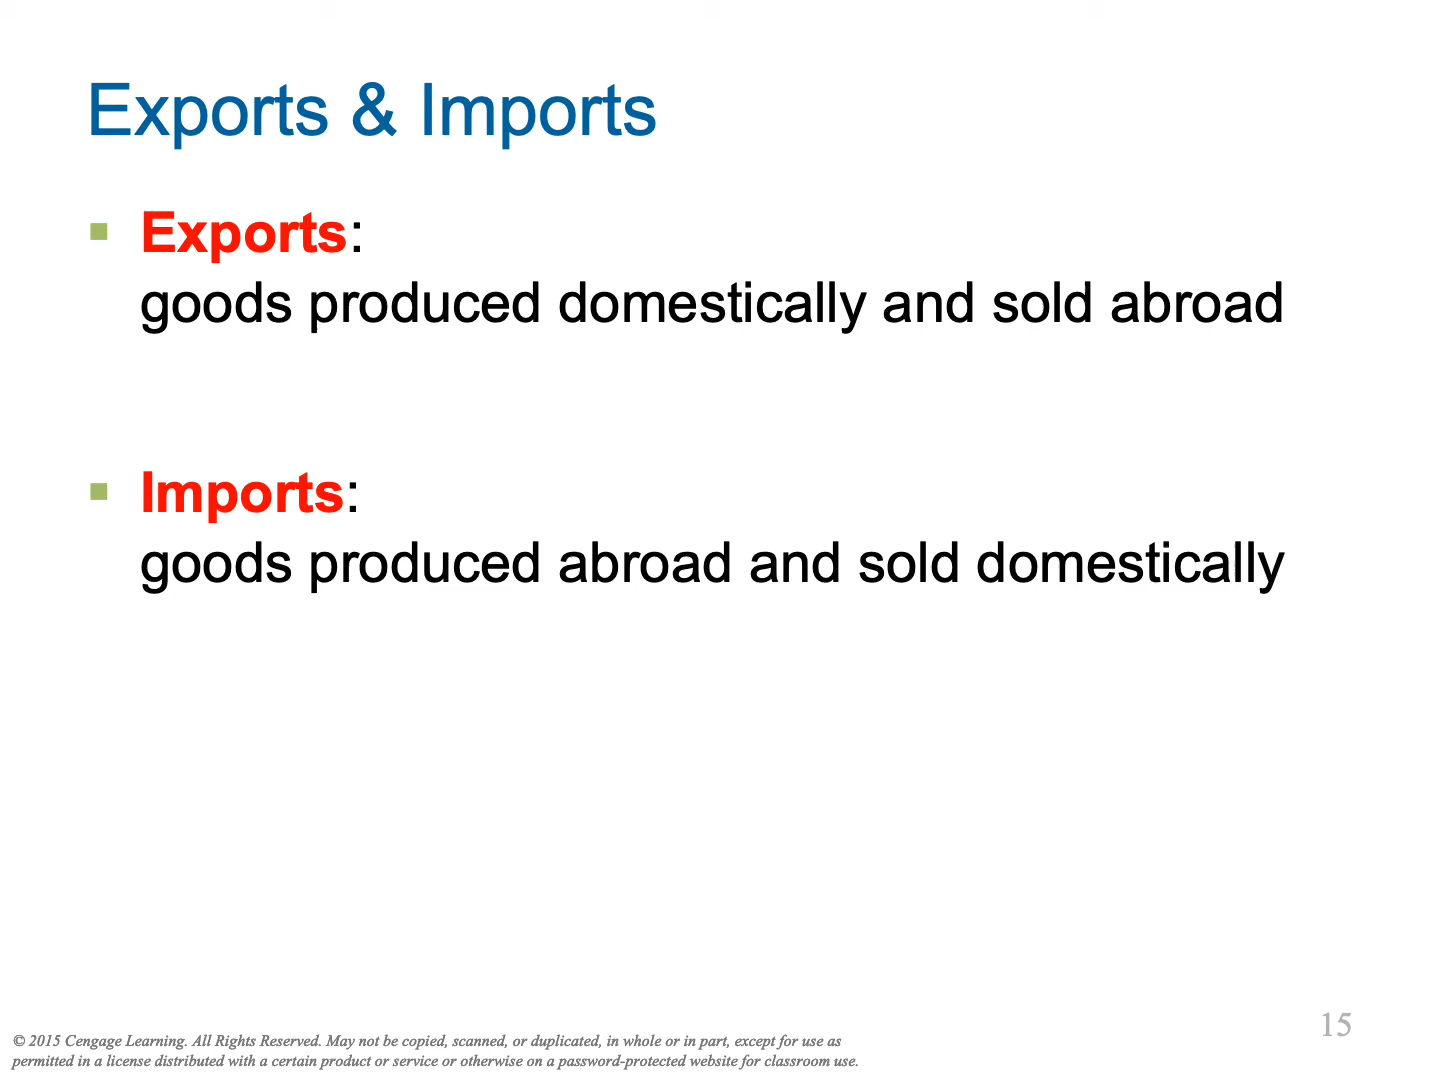 Exports & Imports
Exports:
goods produced domestically and sold abroad
Imports:
goods produced abroad and sold domestically
15
© 2015 Cengage Learning. All Rights Reserved. May not be copied, scanned, or duplicated, in whole or in part, except for use as
permitted in a license distributed with a certain product or service or otherwise on a password-protected website for classroom use.